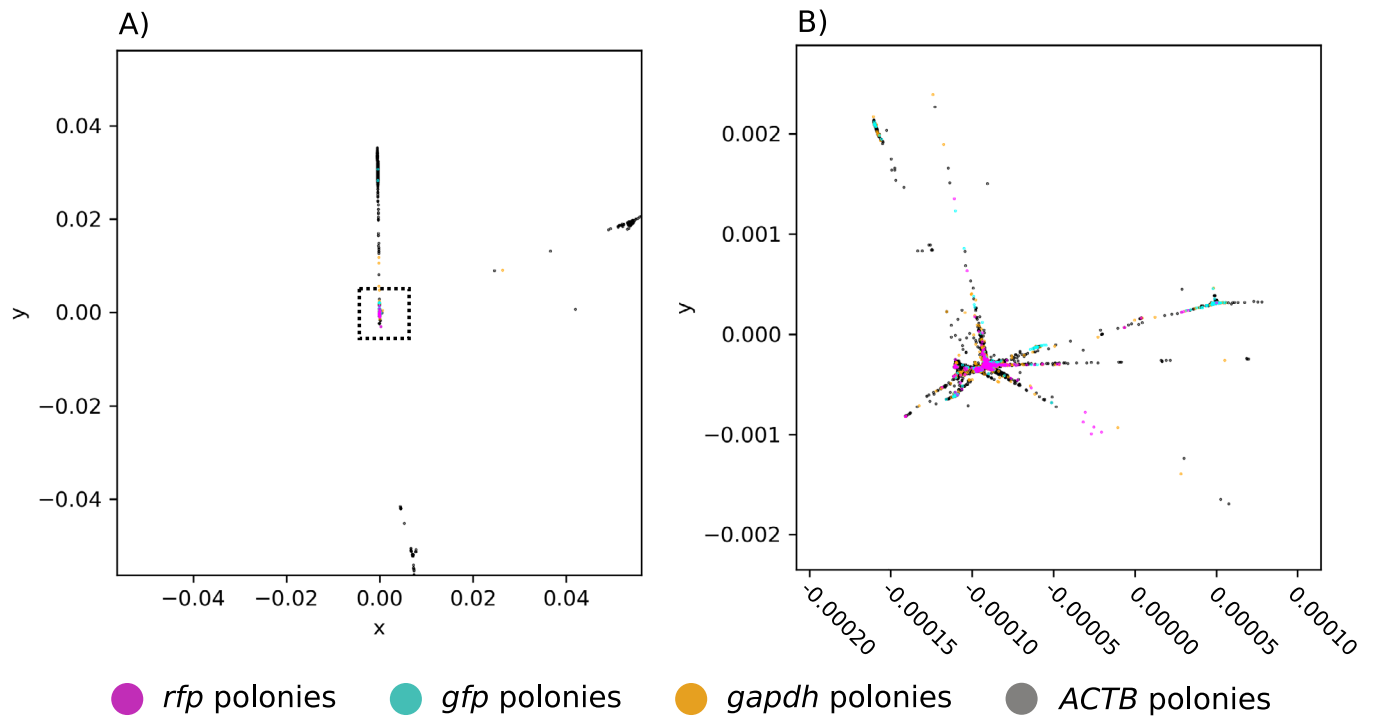 A)
B)
0.04
0.02
0.00
−0.02
−0.04
y
−0.04
−0.02
0.00
0.02
0.04
x
0.002
0.001
0.000
−0.001
−0.002
y
-0.00020
-0.00015
-0.00010
-0.00005
0.00000
0.00005
0.00010
rfp polonies
gfp polonies
gapdh polonies
ACTB polonies